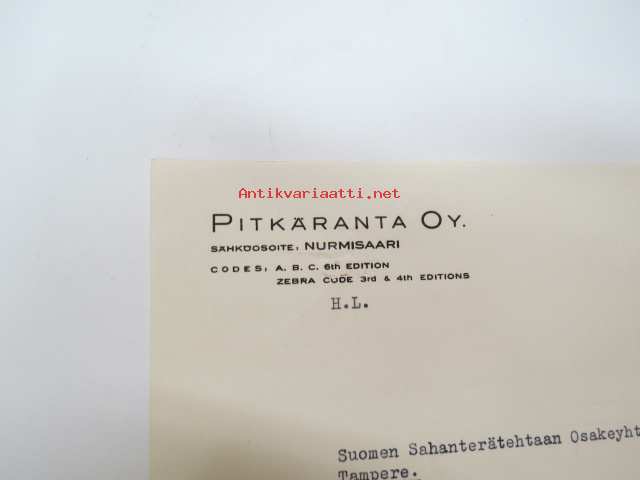 Antikvariaatti.net
PITKÄRANTA OY.
SÄHKÖOSOITE: NURMISAARI
CODES: A. B. C. 6th EDITION
ZEBRA CODE 3rd & 4th EDITIONS
H.L.
Suomen Sahanterätehtaan Osakeyht
Tampere.